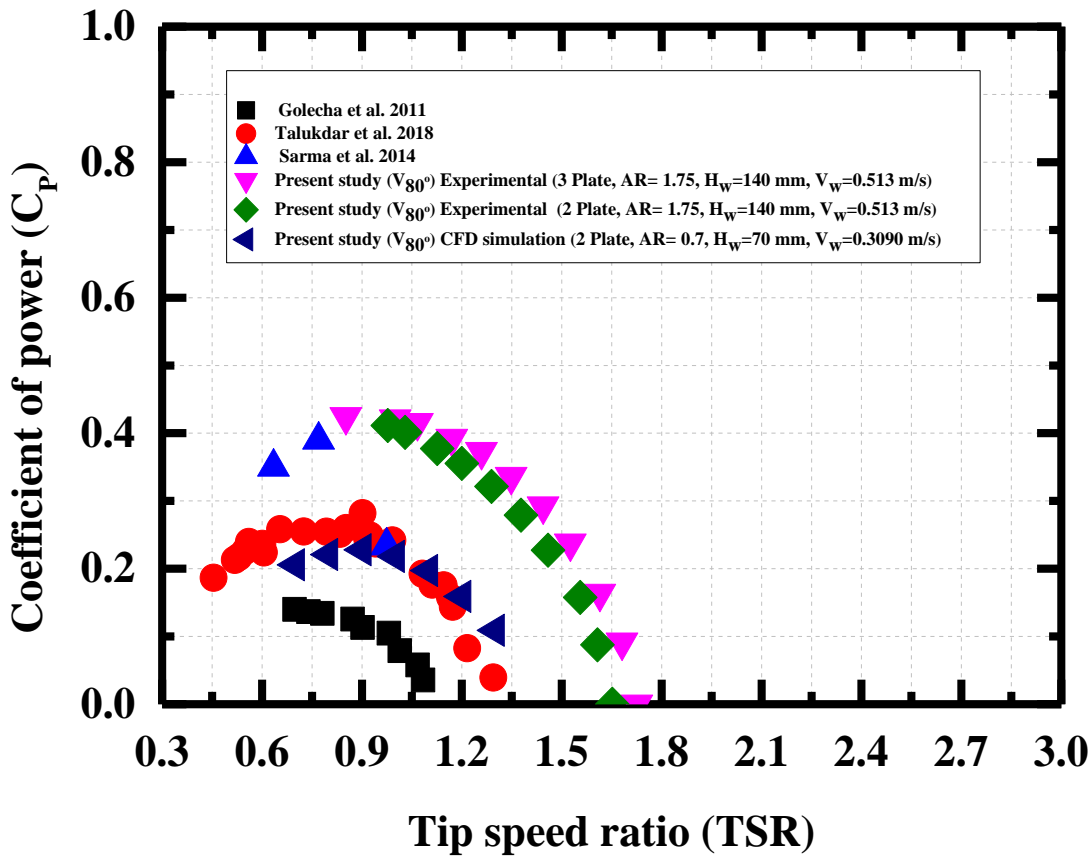 1.0
0.8
0.6
0.4
0.2
0.0
Coefficient of power (CP)
Golecha et al. 2011
Talukdar et al. 2018
Sarma et al. 2014
Present study (V80o) Experimental (3 Plate, AR= 1.75, Hw=140 mm, Vw=0.513 m/s)
Present study (V80o) Experimental (2 Plate, AR= 1.75, Hw=140 mm, Vw=0.513 m/s)
Present study (V80o) CFD simulation (2 Plate, AR= 0.7, Hw=70 mm, Vw=0.3090 m/s)
0.3 0.6 0.9 1.2 1.5 1.8 2.1 2.4 2.7 3.0
Tip speed ratio (TSR)